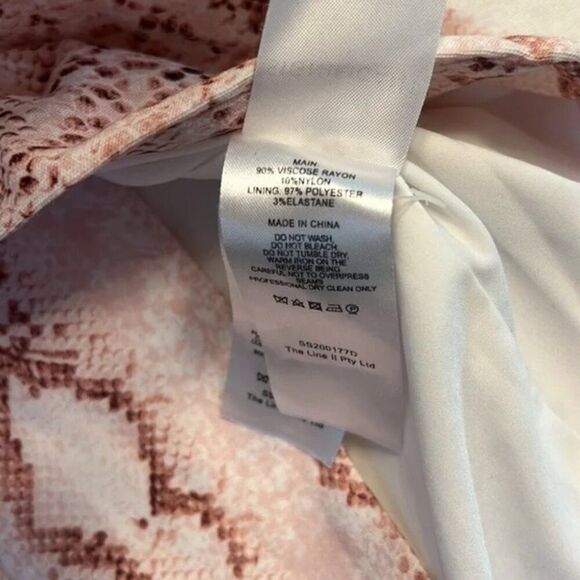 MAIN:
90% VISCOSE RAYON
10%NYLON
LINING: 97% POLYESTER
3%ELASTANE
MADE IN CHINA
DO NOT WASH
DO NOT BLEACH.
DO NOT TUMBLE DRY.
WARM IRON ON THE
REVERSE BEING
CAREFUL NOT TO OVERPRESS
SEAMS
PROFESSIONAL DRY CLEAN ONLY
SS200177D
The Line II Pty Ltd